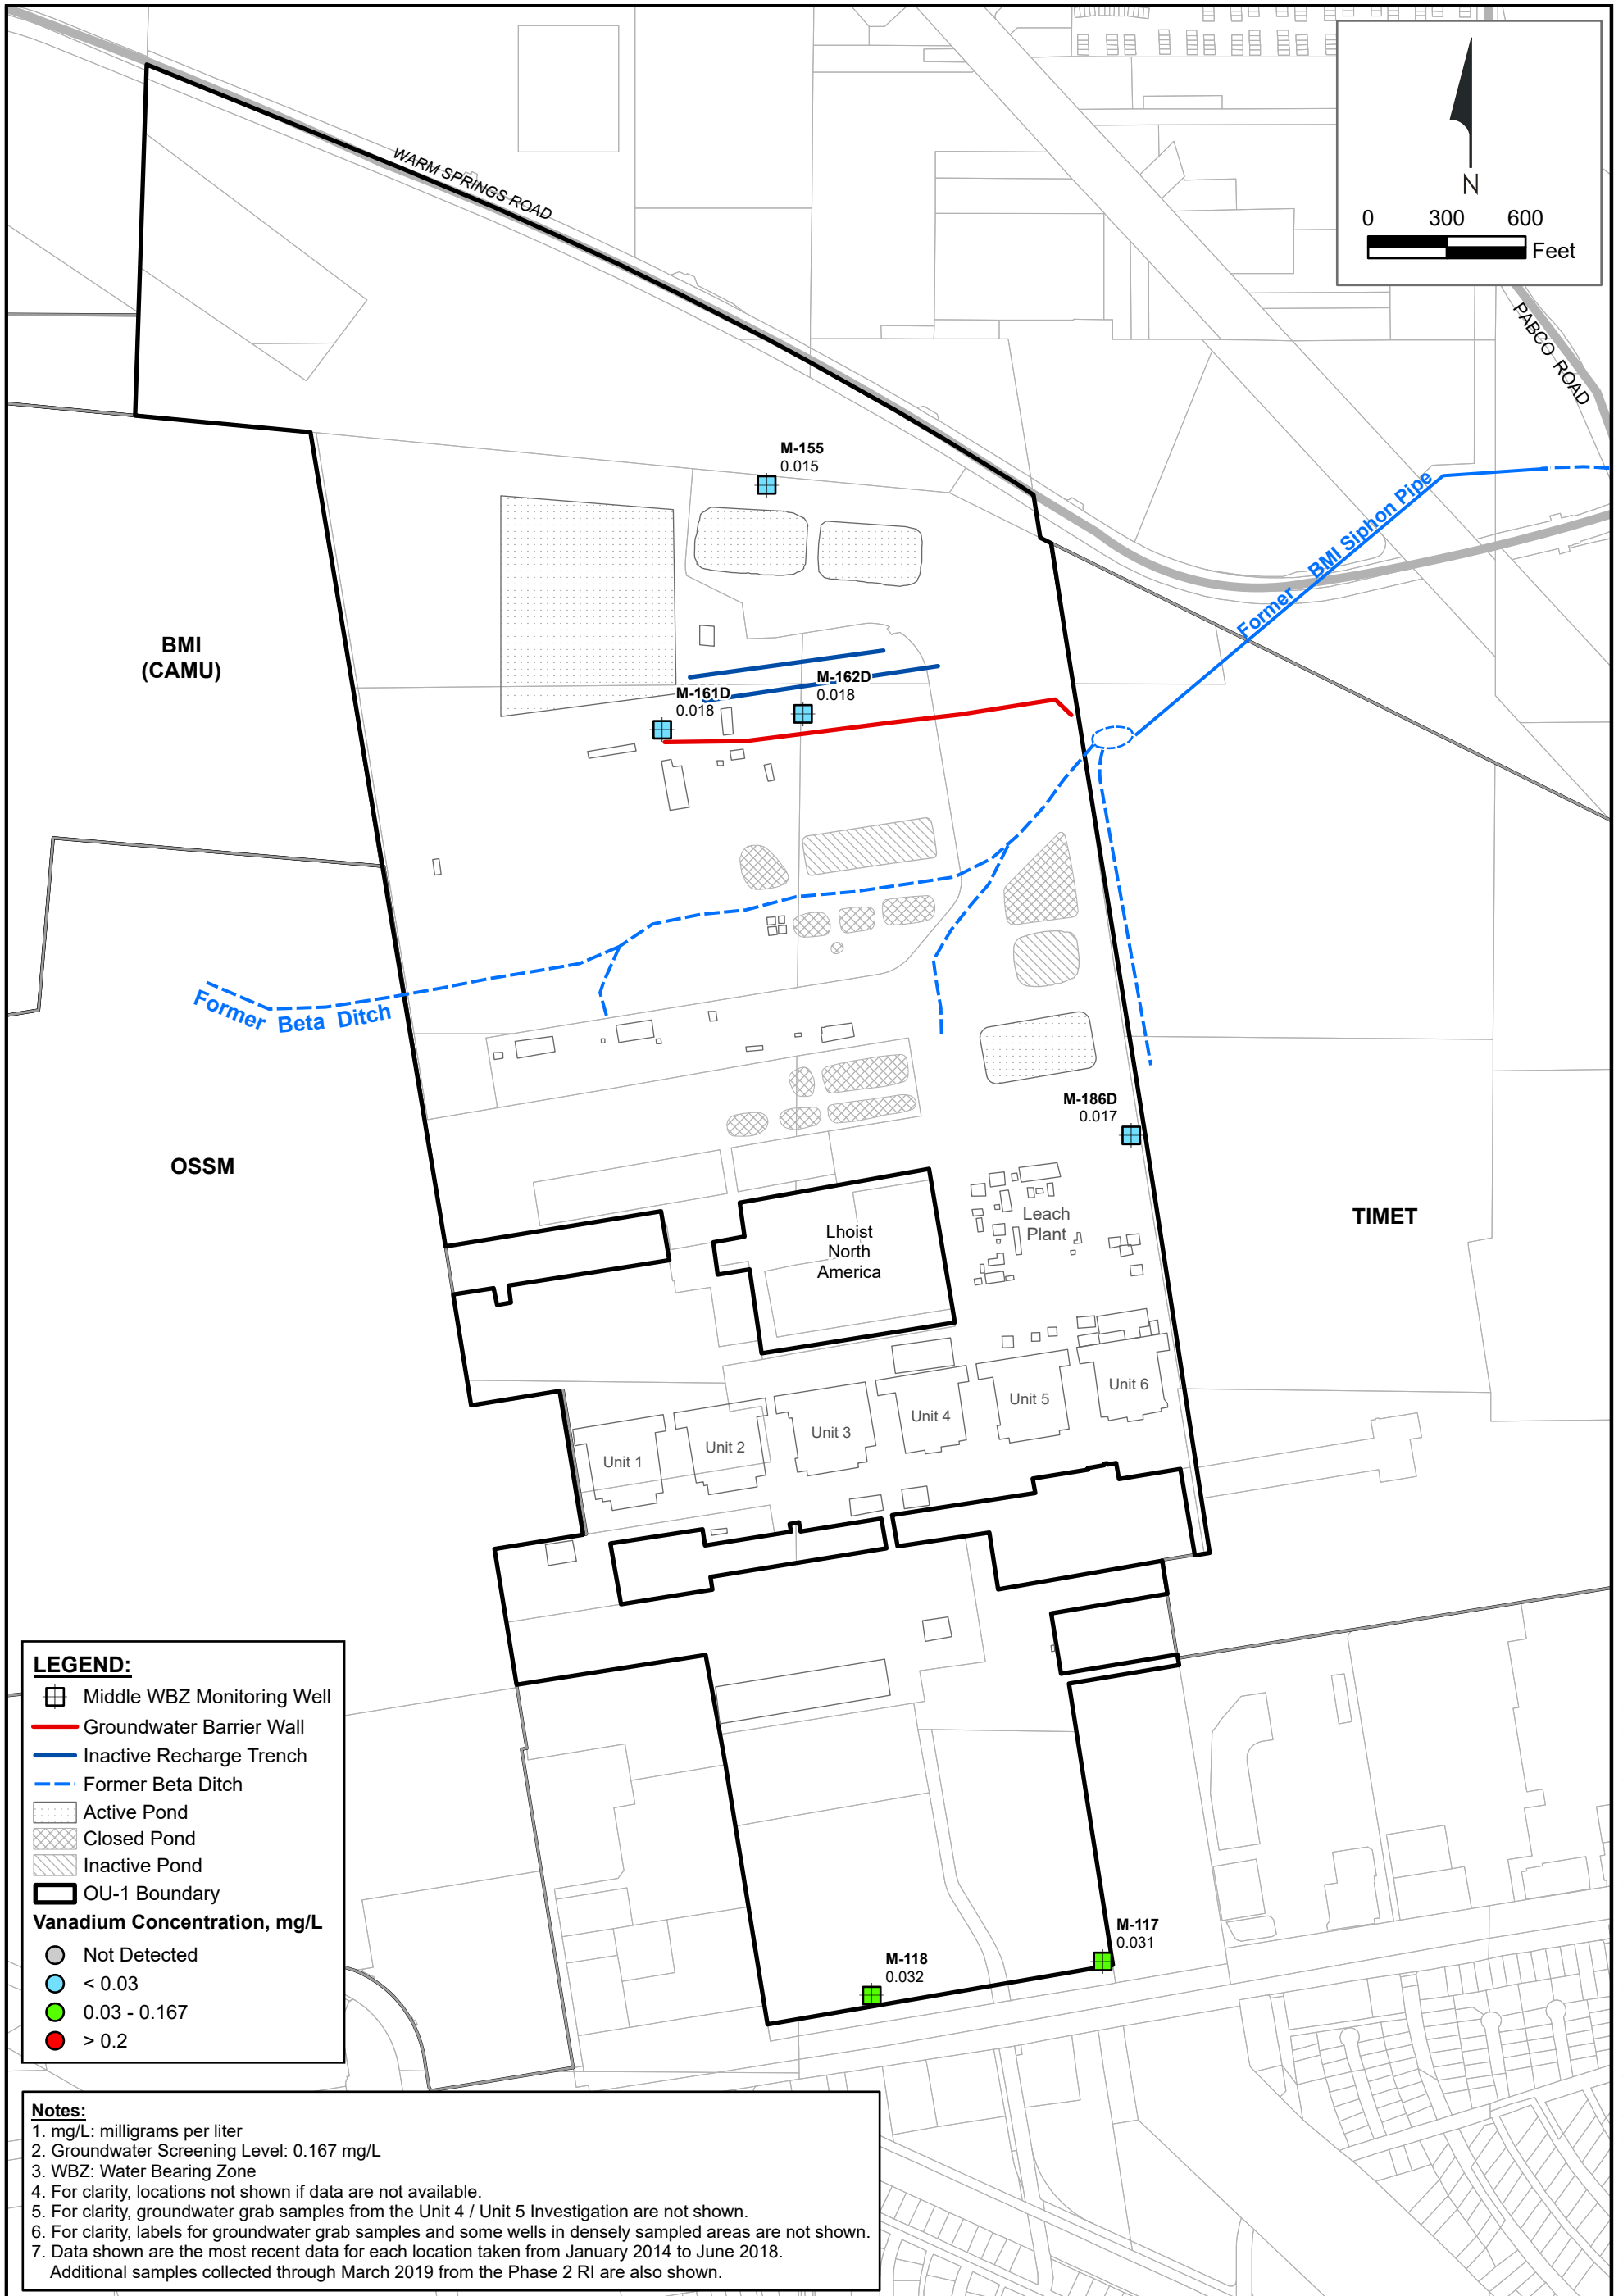 WARM SPRINGS ROAD
N
0 300 600
Feet
PABCO ROAD
M-155
0.015
Former BMI Siphon Pipe
BMI
(CAMU)
M-161D
0.018
M-162D
0.018
Former Beta Ditch
M-186D
0.017
OSSM
TIMET
Lhoist
North
America
Leach
Plant
Unit 1
Unit 2
Unit 3
Unit 4
Unit 5
Unit 6
M-117
0.031
M-118
0.032
LEGEND:
Middle WBZ Monitoring Well
Groundwater Barrier Wall
Inactive Recharge Trench
Former Beta Ditch
Active Pond
Closed Pond
Inactive Pond
OU-1 Boundary
Vanadium Concentration, mg/L
Not Detected
< 0.03
0.03 - 0.167
> 0.2
Notes:
1. mg/L: milligrams per liter
2. Groundwater Screening Level: 0.167 mg/L
3. WBZ: Water Bearing Zone
4. For clarity, locations not shown if data are not available.
5. For clarity, groundwater grab samples from the Unit 4 / Unit 5 Investigation are not shown.
6. For clarity, labels for groundwater grab samples and some wells in densely sampled areas are not shown.
7. Data shown are the most recent data for each location taken from January 2014 to June 2018.
Additional samples collected through March 2019 from the Phase 2 RI are also shown.